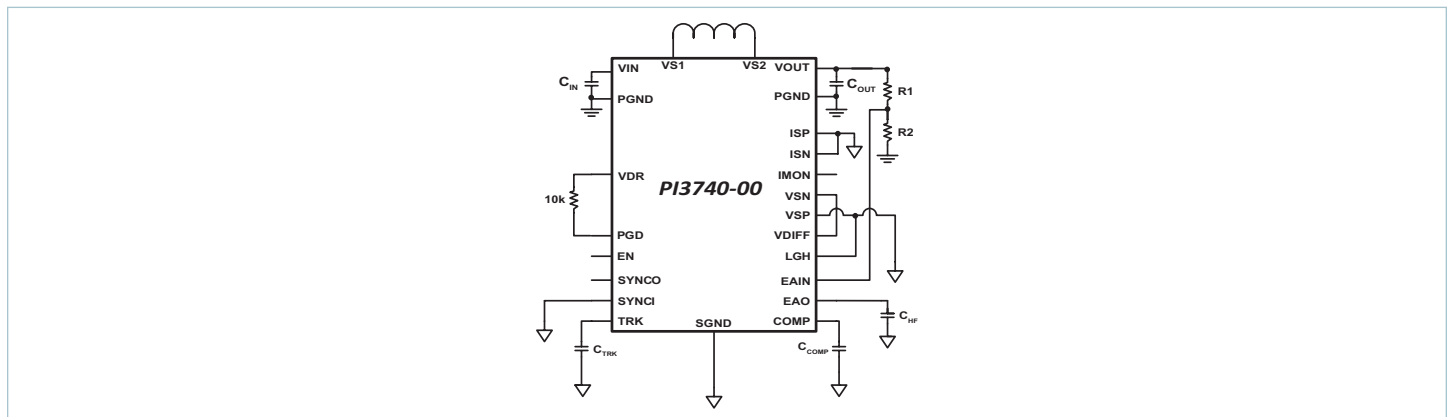 VS1 VS2
VIN
PGND
C_IN
VOUT
PGND
C_OUT
R1
R2
ISP
ISN
IMON
VDR
10k
PGD
PI3740-00
VSN
VSP
VDIFF
EN
LGH
SYNCO
EAIN
SYNCI
EAO
C_HF
TRK
SGND
COMP
C_TRK
C_COMP